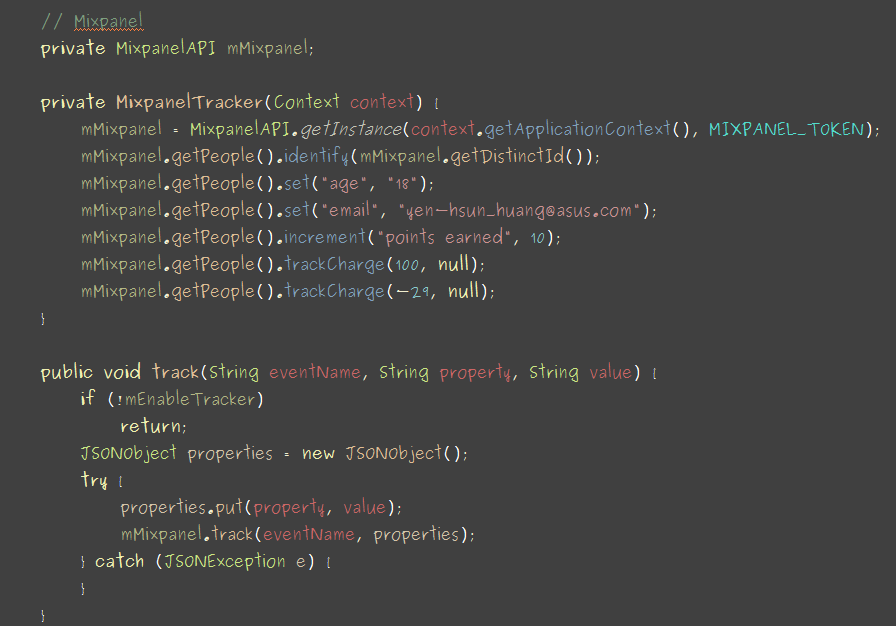 // Mixpanel
private MixpanelAPI mMixpanel;
private MixpanelTracker(Context context) {
mMixpanel = MixpanelAPI.getInstance(context.getApplicationContext(), MIXPANEL_TOKEN);
mMixpanel.getPeople().identify(mMixpanel.getDistinctId());
mMixpanel.getPeople().set("age", "18");
mMixpanel.getPeople().set("email", "yen-hsun_huang@asus.com");
mMixpanel.getPeople().increment("points earned", 10);
mMixpanel.getPeople().trackCharge(100, null);
mMixpanel.getPeople().trackCharge(-29, null);
}
public void track(String eventName, String property, String value) {
if (!mEnableTracker)
return;
JSONObject properties = new JSONObject();
try {
properties.put(property, value);
mMixpanel.track(eventName, properties);
} catch (JSONException e) {
}
}